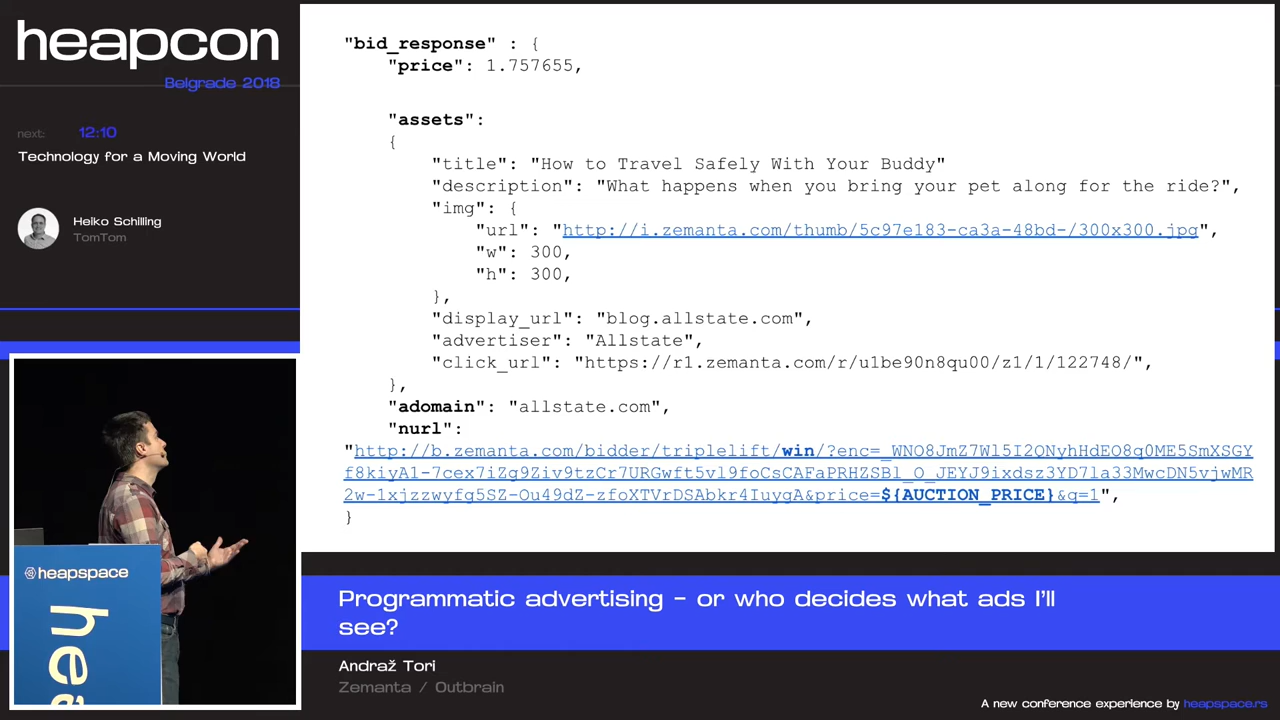 heapcon
Belgrade 2018
next: 12:10
Technology for a Moving World
Heiko Schilling
TomTom
"bid_response" : {
"price": 1.757655,
"assets":
{
"title": "How to Travel Safely With Your Buddy"
"description": "What happens when you bring your pet along for the ride?",
"img": {
"url": "http://i.zemanta.com/thumb/5c97e183-ca3a-48bd-/300x300.jpg",
"w": 300,
"h": 300,
},
"display_url": "blog.allstate.com",
"advertiser": "Allstate",
"click_url": "https://r1.zemanta.com/r/u1be90n8qu00/z1/1/122748/",
},
"adomain": "allstate.com",
"nurl":
"http://b.zemanta.com/bidder/triplelift/win/?enc=_WNO8JmZ7Wl5I2QNyhHdEO8q0ME5SmXSGY
f8kiyA1-7cex7iZg9Ziv9tzCr7URGwft5vl9foCsCAFaPRHZSBl_O_JEYJ9ixdsz3YD7la33MwcDN5vjwMR
2w-1xjzzwyfg5SZ-Ou49dZ-zfoXTVrDSAbkr4IuygA&price=${AUCTION_PRICE}&q=1",
}
heapspace
hea
Programmatic advertising - or who decides what ads I'll
see?
Andraž Tori
Zemanta / Outbrain
A new conference experience by heapspace.rs